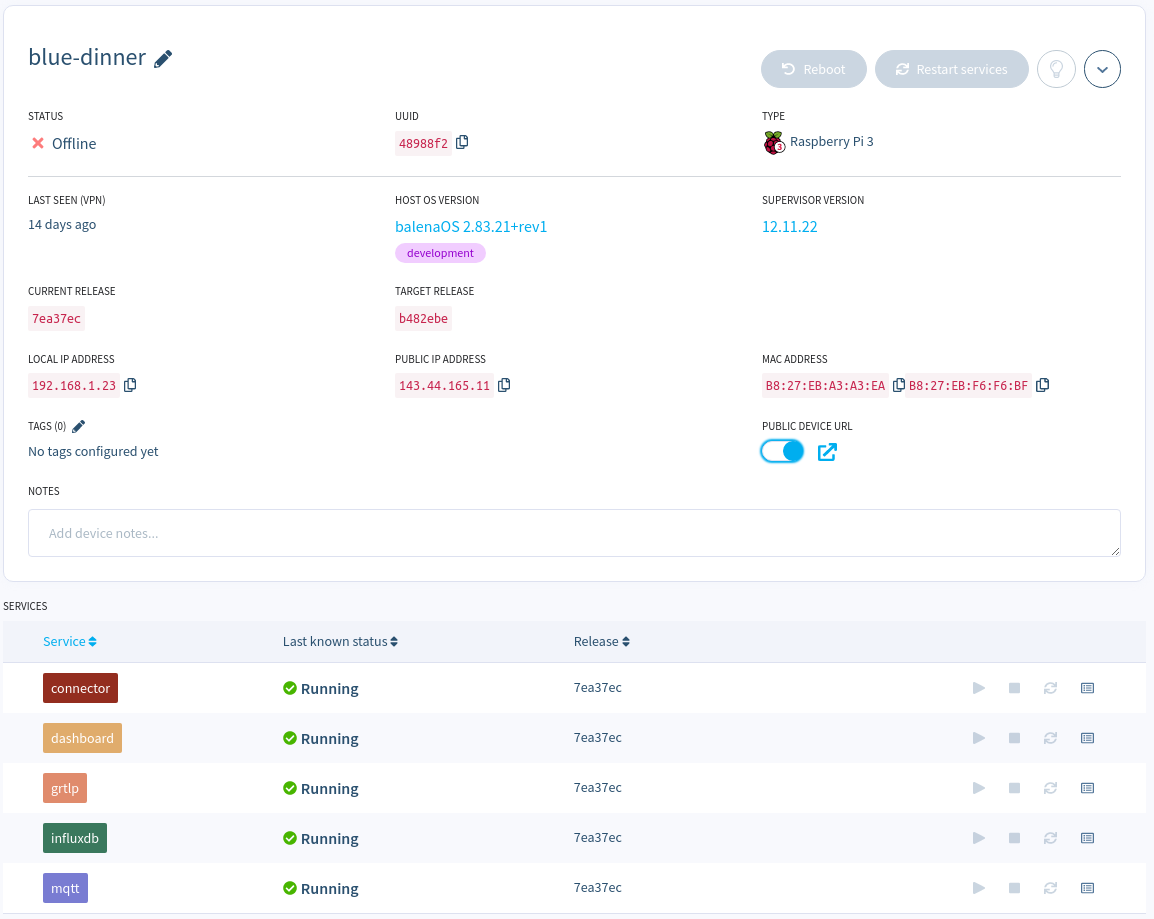 blue-dinner
Reboot Restart services
STATUS UUID TYPE
Offline 48988f2 3 Raspberry Pi 3
LAST SEEN (VPN) HOST OS VERSION SUPERVISOR VERSION
14 days ago balenaOS 2.83.21+rev1 12.11.22
development
CURRENT RELEASE TARGET RELEASE
7ea37ec b482ebe
LOCAL IP ADDRESS PUBLIC IP ADDRESS MAC ADDRESS
192.168.1.23 143.44.165.11 B8:27:EB:A3:A3:EA B8:27:EB:F6:F6:BF
TAGS (0) PUBLIC DEVICE URL
No tags configured yet
NOTES
Add device notes...
SERVICES
Service Last known status Release
connector Running 7ea37ec
dashboard Running 7ea37ec
grtlp Running 7ea37ec
influxdb Running 7ea37ec
mqtt Running 7ea37ec